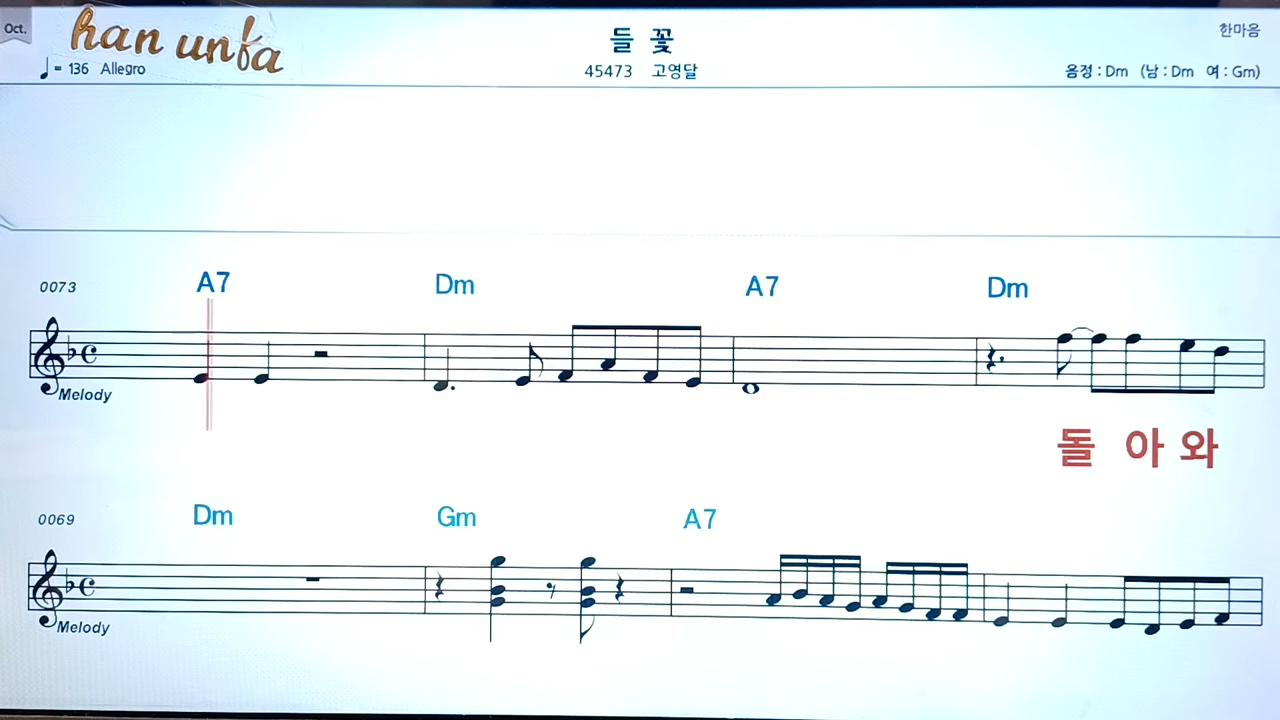 Oct.
han unfa
들 꽃
한마음
♩ = 136 Allegro
45473 고영달
음정 : Dm (남 : Dm 여 : Gm)
0073
A7 Dm A7 Dm
Melody
돌 아 와
0069
Dm Gm A7
Melody